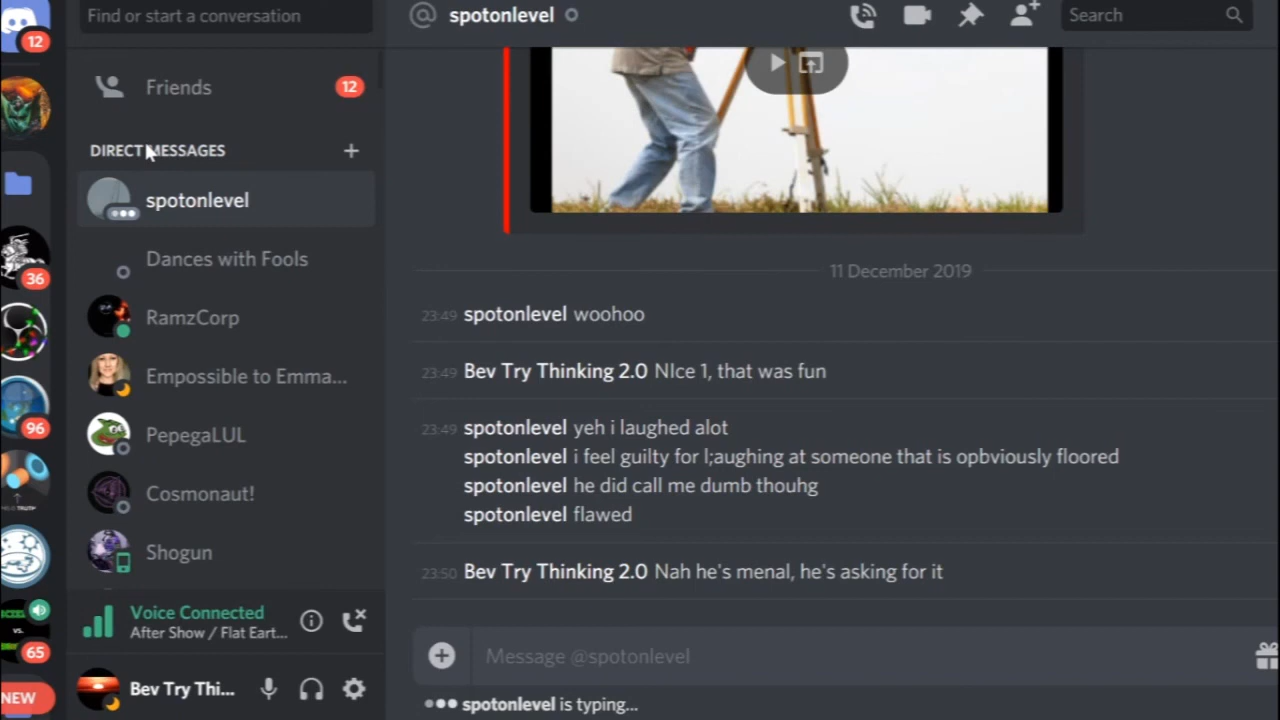 Find or start a conversation
@ spotonlevel
Search
12
Friends
12
DIRECT MESSAGES
spotonlevel
Dances with Fools
RamzCorp
36
Empossible to Emma...
PepegaLUL
96
Cosmonaut!
Shogun
VS.
65
NEW
Voice Connected
After Show / Flat Eart...
Bev Try Thi...
11 December 2019
23:49 spotonlevel woohoo
23:49 Bev Try Thinking 2.0 NIce 1, that was fun
23:49 spotonlevel yeh i laughed alot
spotonlevel i feel guilty for l;aughing at someone that is opbviously floored
spotonlevel he did call me dumb thouhg
spotonlevel flawed
23:50 Bev Try Thinking 2.0 Nah he's menal, he's asking for it
Message @spotonlevel
spotonlevel is typing...